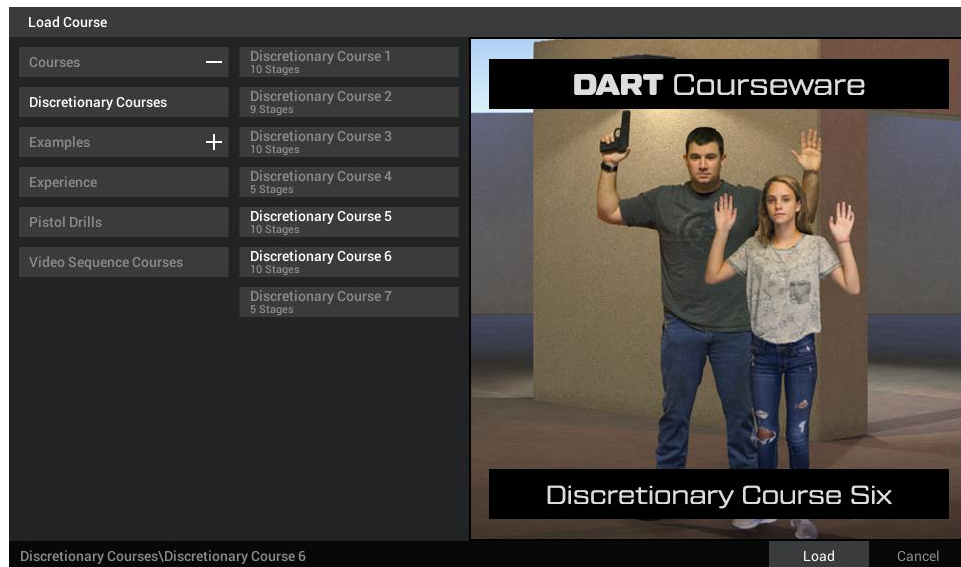 Load Course
Courses
Discretionary Courses
Examples
Experience
Pistol Drills
Video Sequence Courses
Discretionary Course 1
10 Stages
Discretionary Course 2
9 Stages
Discretionary Course 3
10 Stages
Discretionary Course 4
5 Stages
Discretionary Course 5
10 Stages
Discretionary Course 6
10 Stages
Discretionary Course 7
5 Stages
DART Courseware
Discretionary Course Six
Discretionary Courses\Discretionary Course 6
Load
Cancel